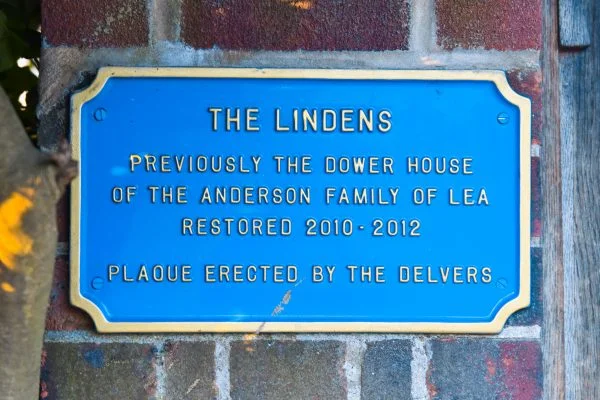 THE LINDENS
PREVIOUSLY THE DOWER HOUSE
OF THE ANDERSON FAMILY OF LEA
RESTORED 2010-2012
PLAQUE ERECTED BY THE DELVERS